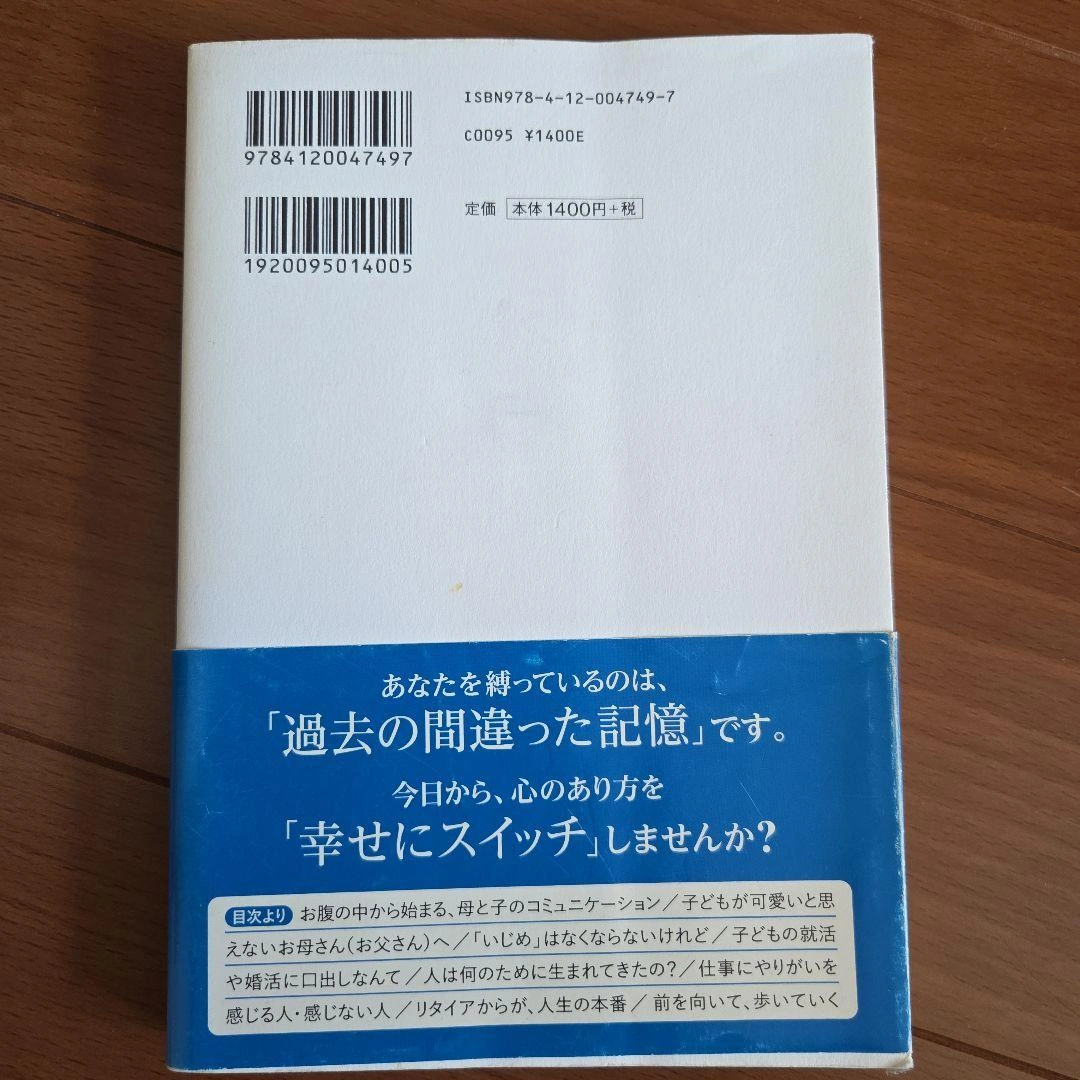 9784120047497
ISBN978-4-12-004749-7
C0095 ¥1400E
1920095014005
定価 本体1400円+税
あなたを縛っているのは、
「過去の間違った記憶」です。
今日から、心のあり方を
「幸せにスイッチ」しませんか?
目次より お腹の中から始まる、母と子のコミュニケーション/子どもが可愛いと思
えないお母さん(お父さん)へ/「いじめ」はなくならないけれど/子どもの就活
や婚活に口出しなんて/人は何のために生まれてきたの?/仕事にやりがいを
感じる人・感じない人/リタイアからが、人生の本番/前を向いて、歩いていく